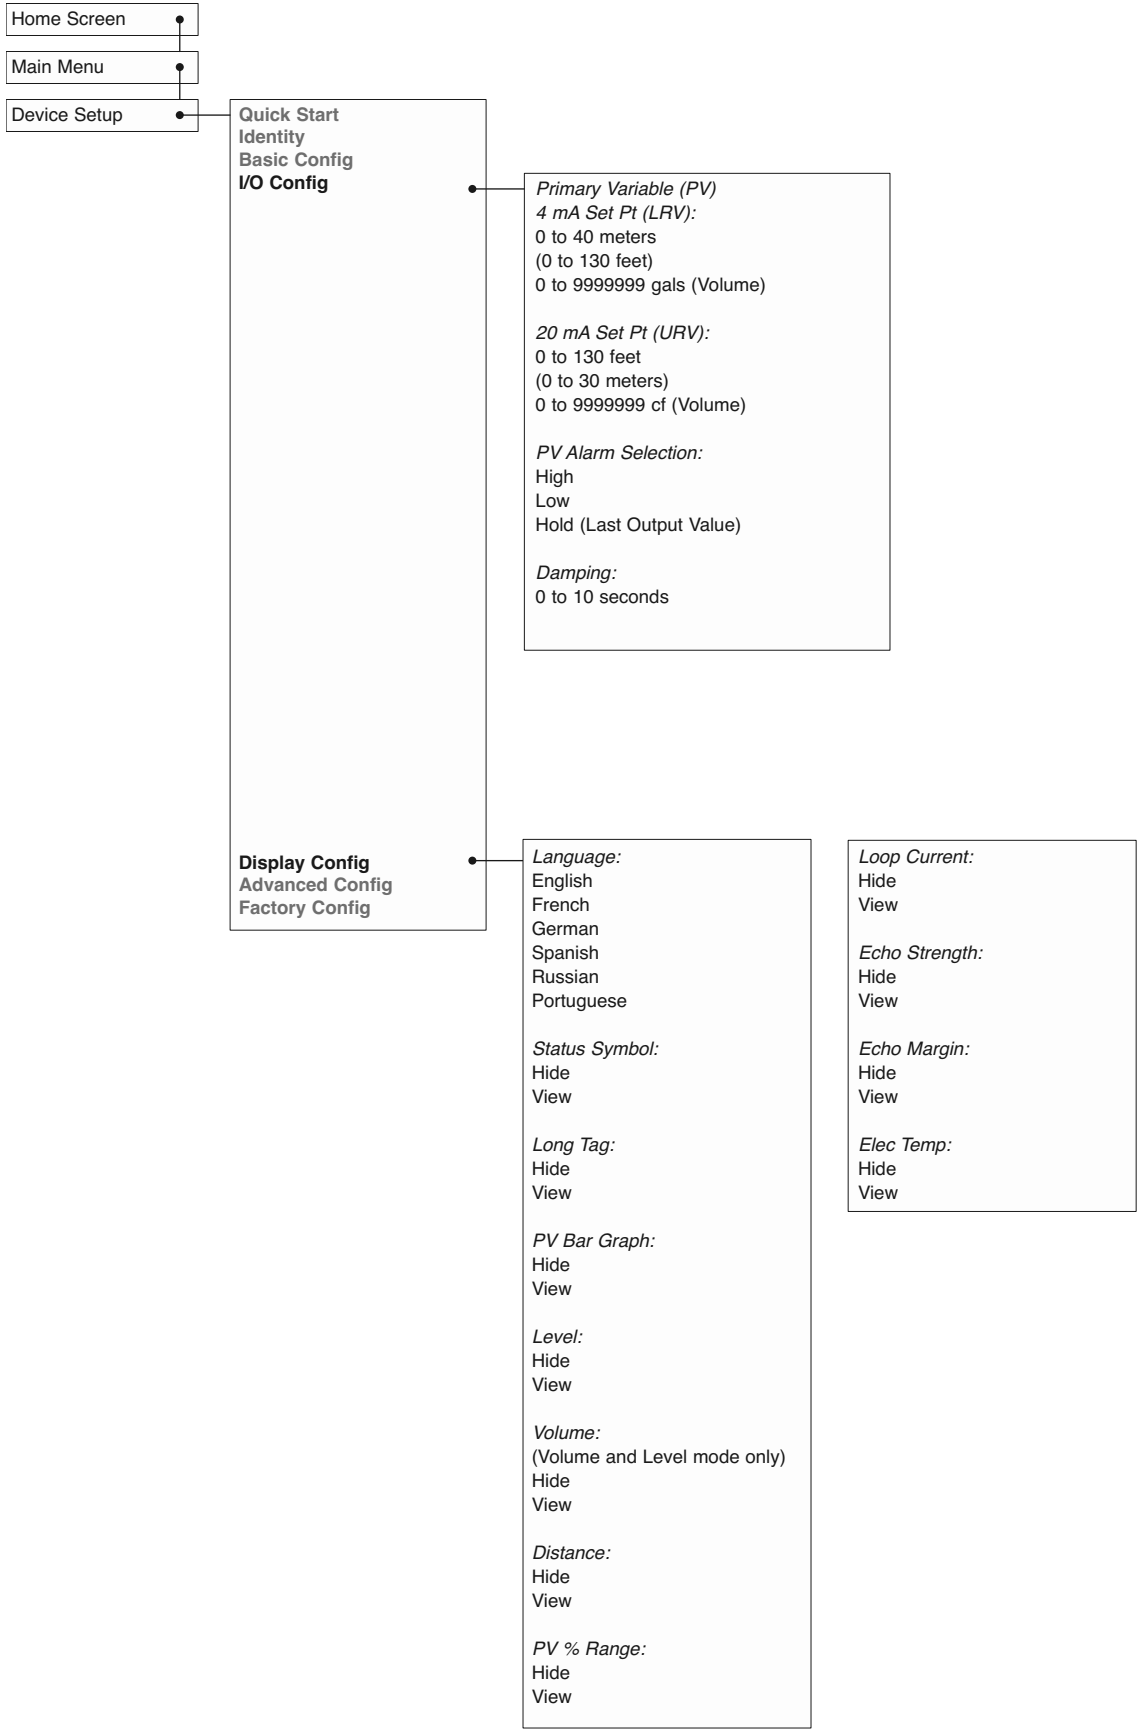 Home Screen
Main Menu
Device Setup
Quick Start
Identity
Basic Config
I/O Config
Primary Variable (PV)
4 mA Set Pt (LRV):
0 to 40 meters
(0 to 130 feet)
0 to 9999999 gals (Volume)
20 mA Set Pt (URV):
0 to 130 feet
(0 to 30 meters)
0 to 9999999 cf (Volume)
PV Alarm Selection:
High
Low
Hold (Last Output Value)
Damping:
0 to 10 seconds
Display Config
Advanced Config
Factory Config
Language:
English
French
German
Spanish
Russian
Portuguese
Status Symbol:
Hide
View
Long Tag:
Hide
View
PV Bar Graph:
Hide
View
Level:
Hide
View
Volume:
(Volume and Level mode only)
Hide
View
Distance:
Hide
View
PV % Range:
Hide
View
Loop Current:
Hide
View
Echo Strength:
Hide
View
Echo Margin:
Hide
View
Elec Temp:
Hide
View